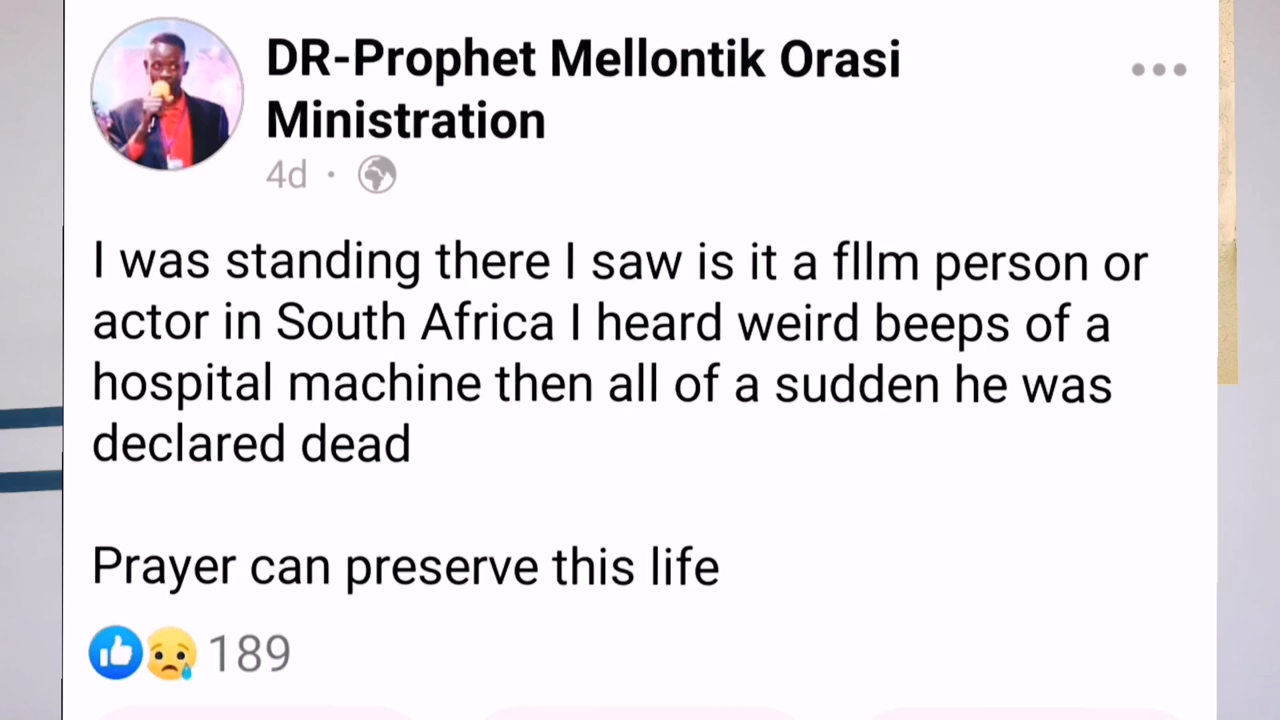 DR-Prophet Mellontik Orasi
Ministration
4d ·
I was standing there I saw is it a fllm person or
actor in South Africa I heard weird beeps of a
hospital machine then all of a sudden he was
declared dead
Prayer can preserve this life
189